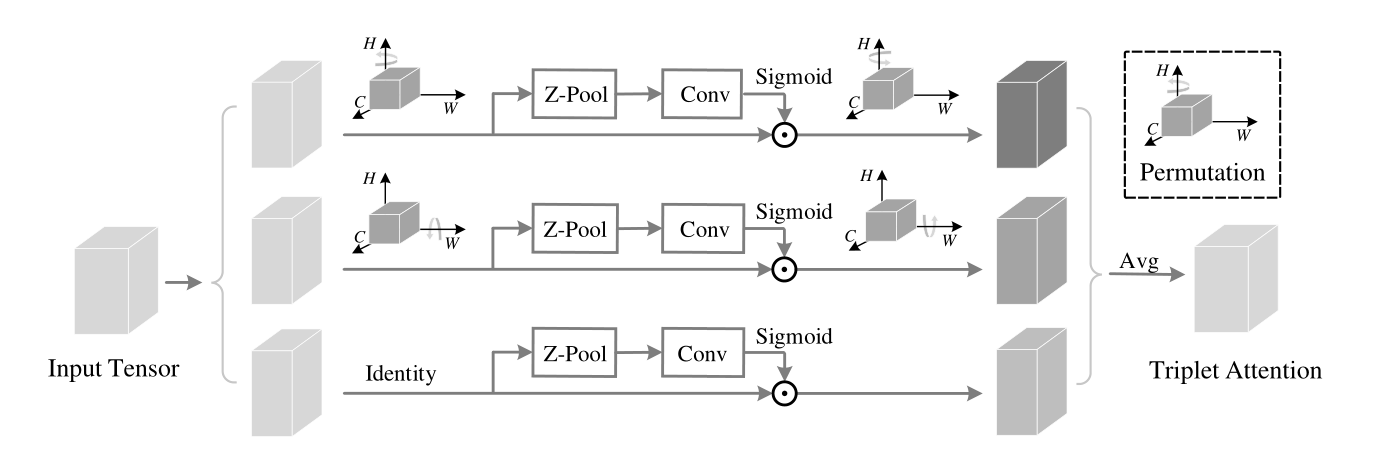 H
C
W
Z-Pool
Conv
Sigmoid
H
C
W
H
C
W
Permutation
H
C
W
Z-Pool
Conv
Sigmoid
H
C
W
Avg
Input Tensor
Identity
Z-Pool
Conv
Sigmoid
Triplet Attention